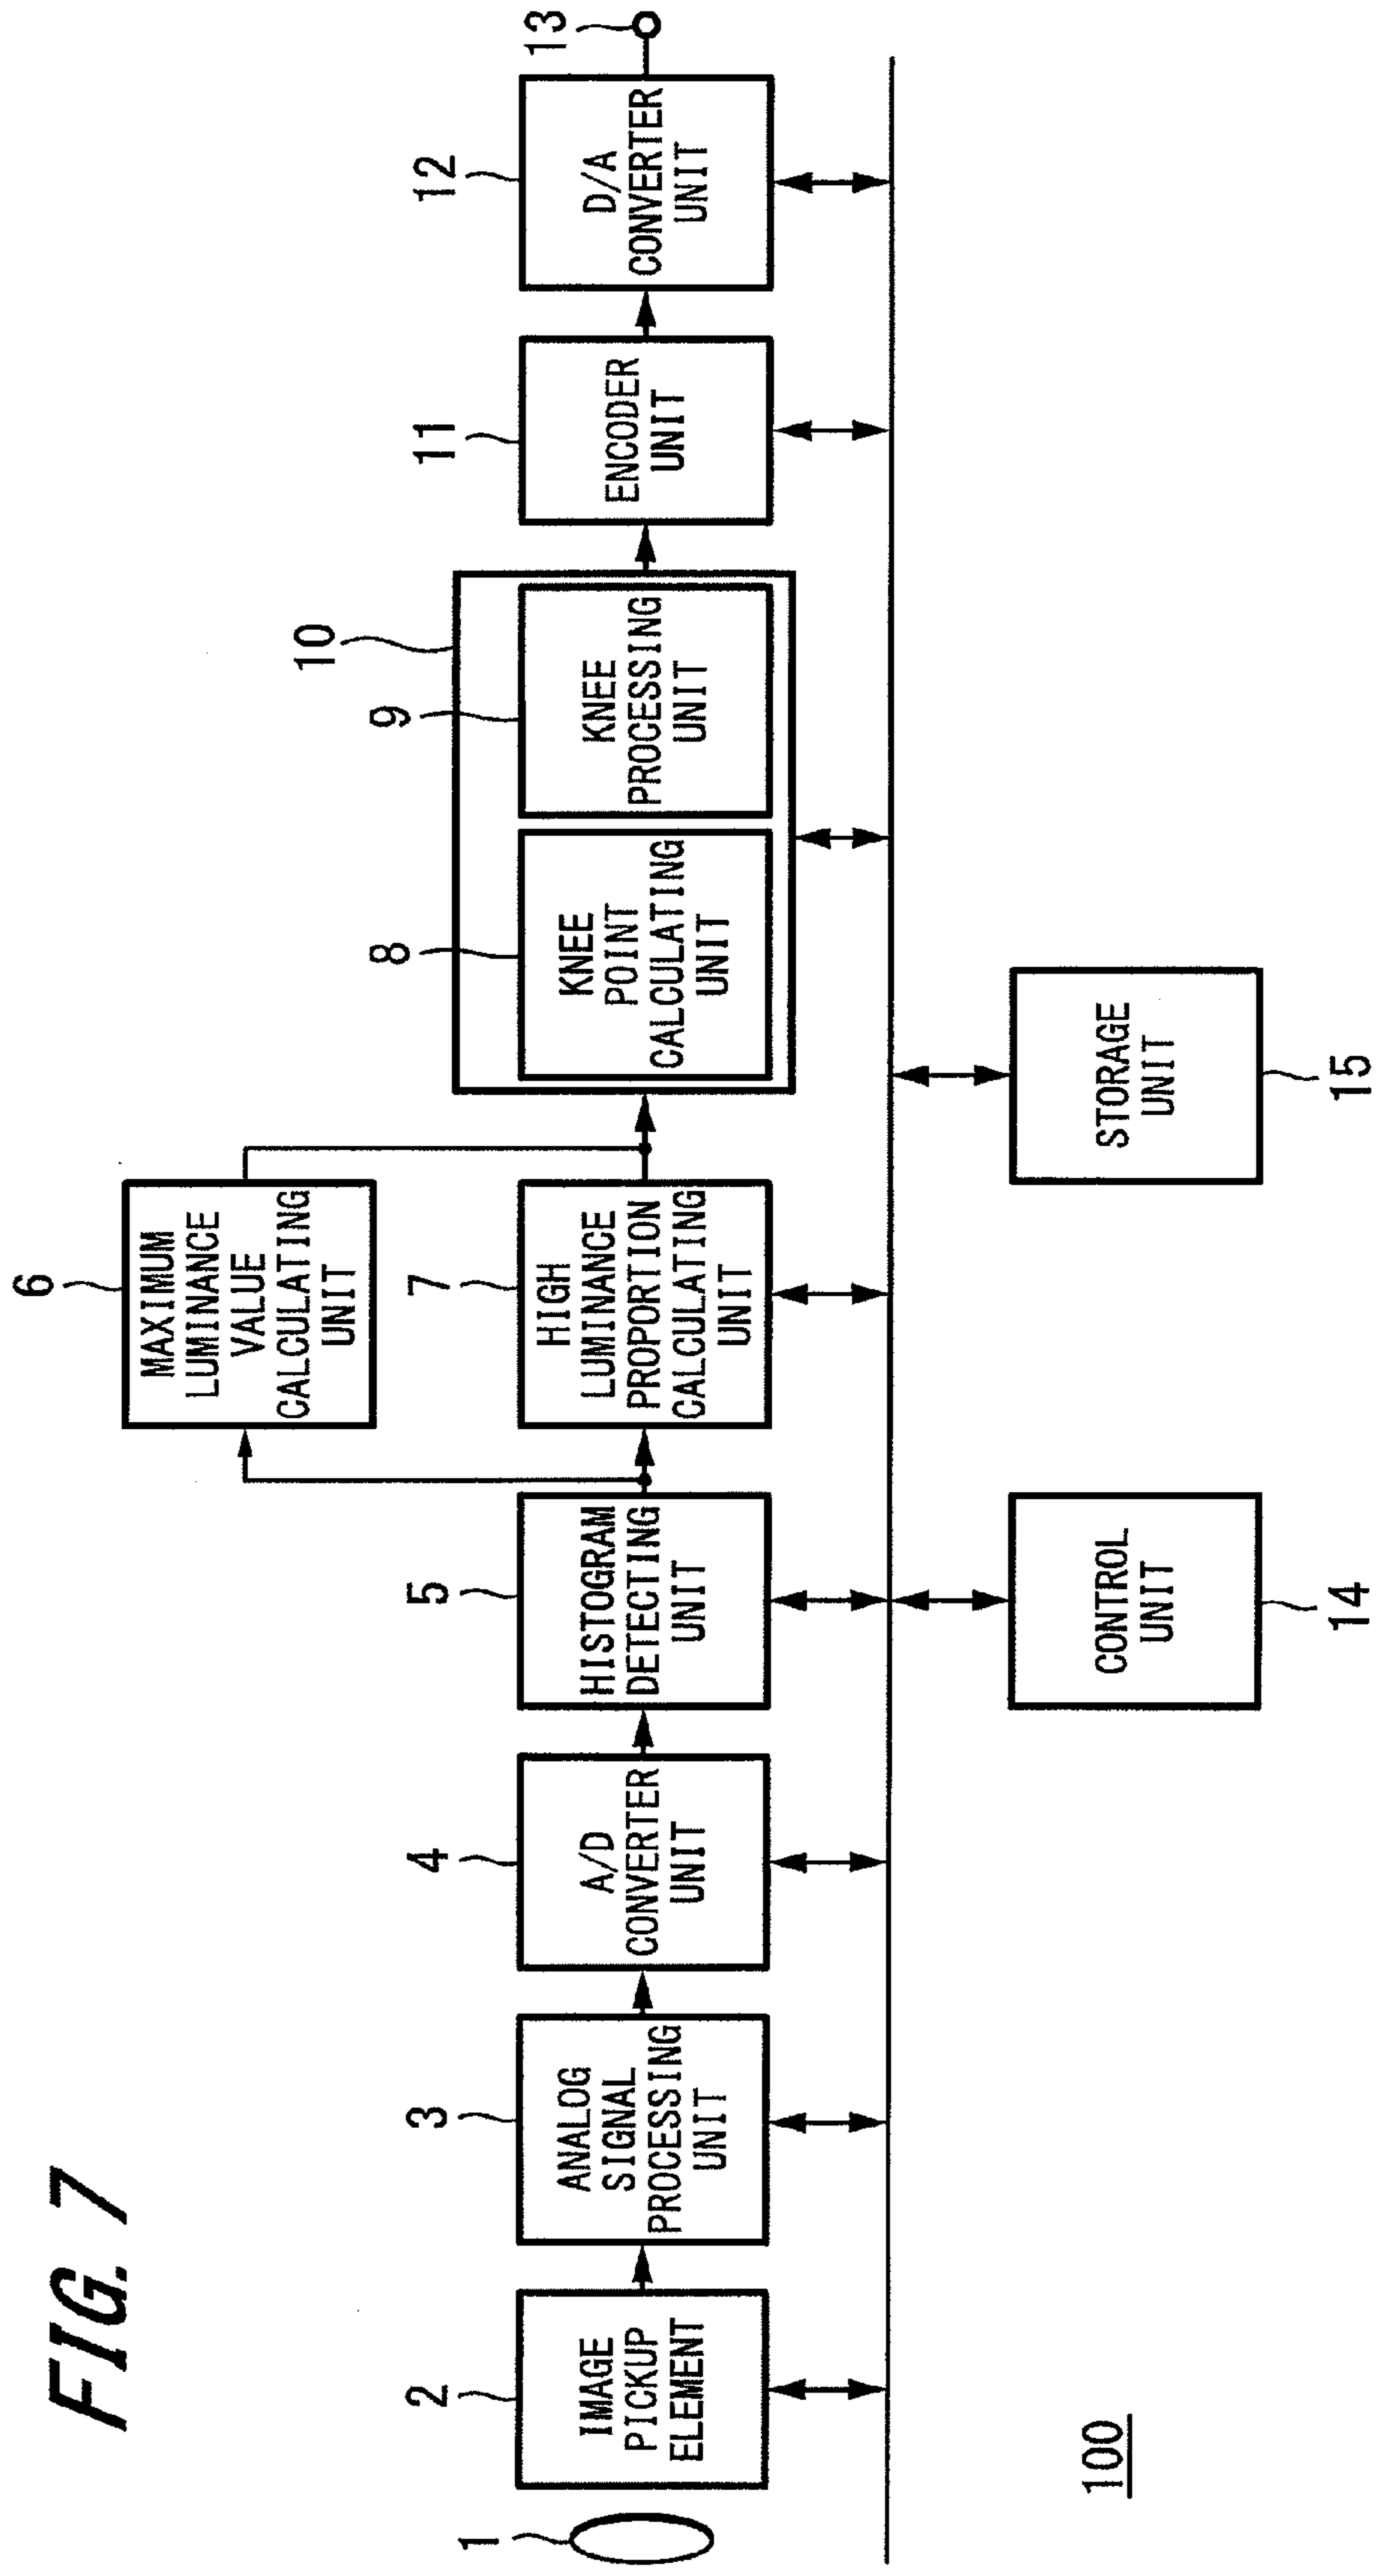 FIG. 7
1
2
IMAGE
PICKUP
ELEMENT
3
ANALOG
SIGNAL
PROCESSING
UNIT
4
A/D
CONVERTER
UNIT
5
HISTOGRAM
DETECTING
UNIT
6
MAXIMUM
LUMINANCE
VALUE
CALCULATING
UNIT
7
HIGH
LUMINANCE
PROPORTION
CALCULATING
UNIT
10
8
KNEE
POINT
CALCULATING
UNIT
9
KNEE
PROCESSING
UNIT
11
ENCODER
UNIT
12
D/A
CONVERTER
UNIT
13
CONTROL
UNIT
14
STORAGE
UNIT
15
100